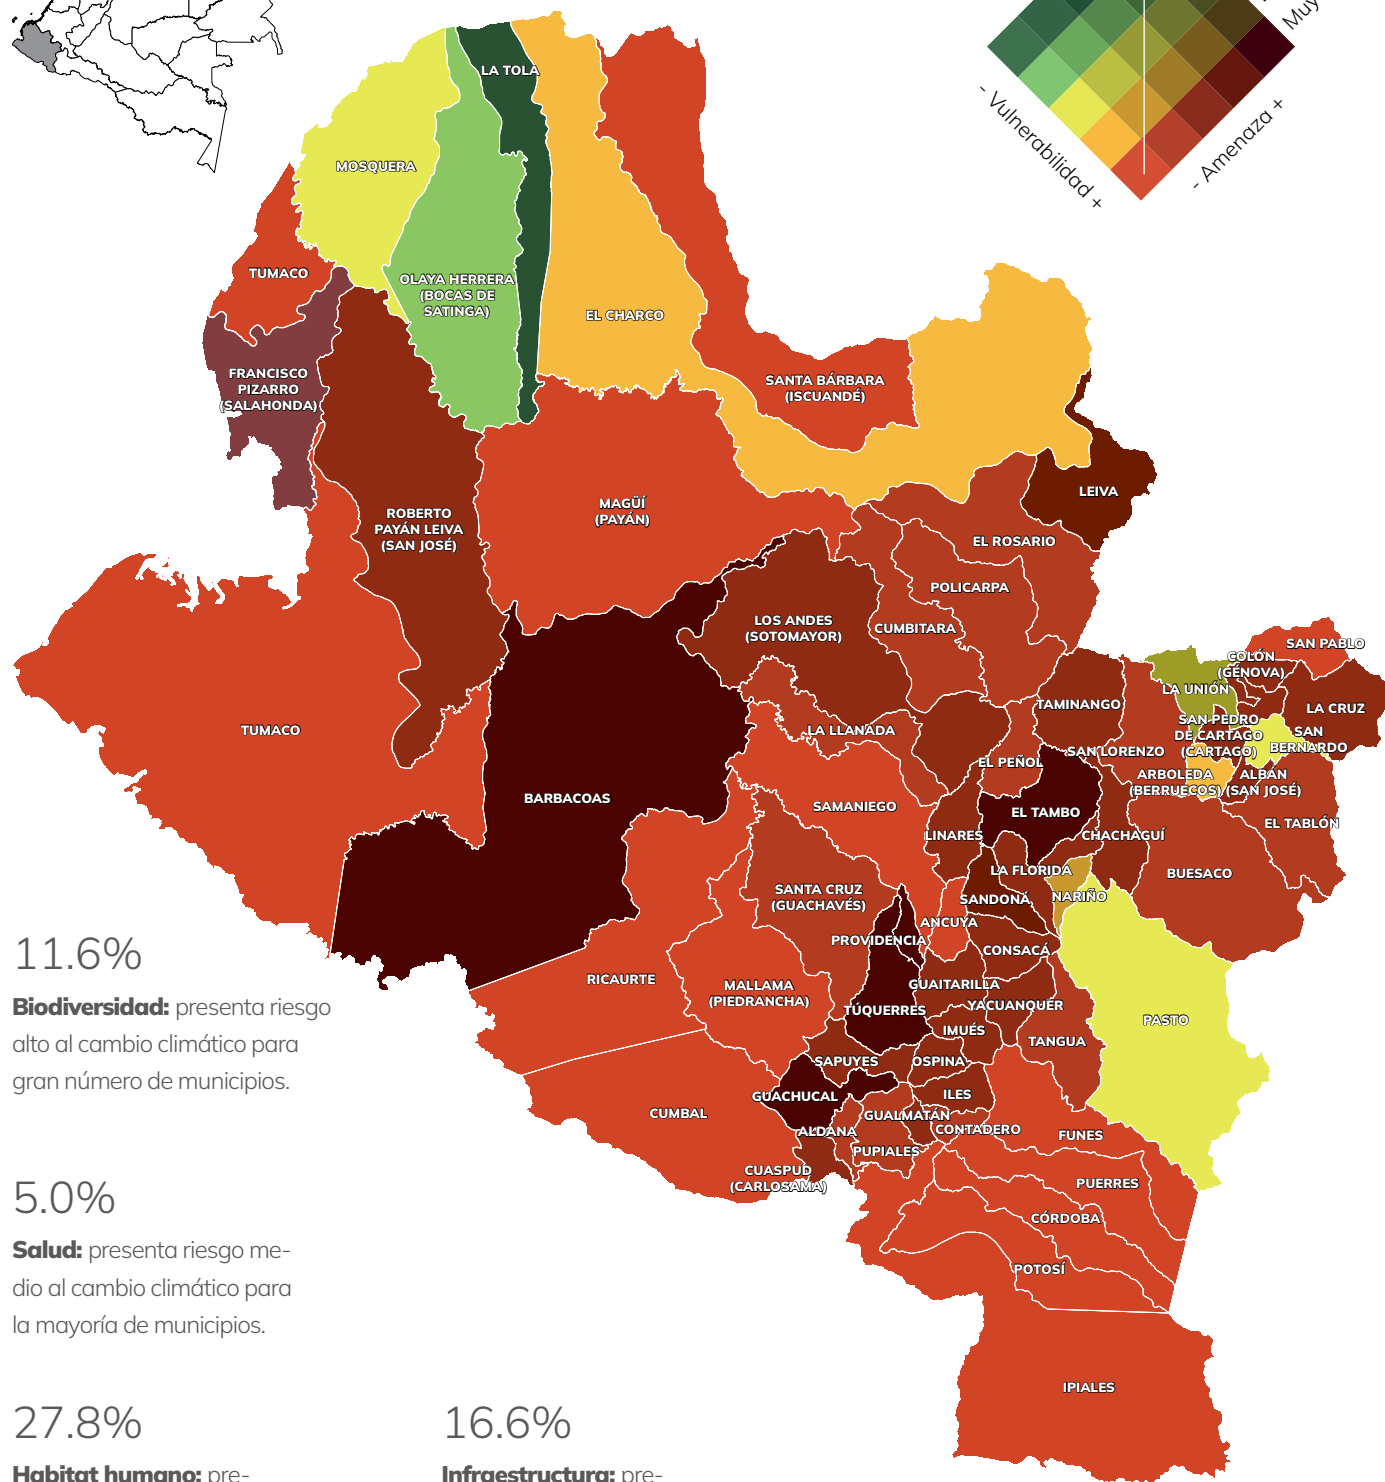 Muy
- Vulnerabilidad +
- Amenaza +
LA TOLA
MOSQUERA
TUMACO
OLAYA HERRERA
(BOCAS DE
SATINGA)
EL CHARCO
FRANCISCO
PIZARRO
(SALAHONDA)
SANTA BÁRBARA
(ISCUANDÉ)
LEIVA
MAGÜÍ
(PAYÁN)
ROBERTO
PAYÁN LEIVA
(SAN JOSÉ)
EL ROSARIO
POLICARPA
LOS ANDES
(SOTOMAYOR)
CUMBITARA
SAN PABLO
COLÓN
(GÉNOVA)
LA UNIÓN
TAMINANGO
LA CRUZ
SAN PEDRO
DE CARTAGO
(CARTAGO)
SAN
BERNARDO
TUMACO
LA LLANADA
SAN LORENZO
EL PEÑOL
ARBOLEDA
(BERRUECOS)
ALBÁN
(SAN JOSÉ)
BARBACOAS
SAMANIEGO
EL TAMBO
LINARES
CHACHAGUÍ
EL TABLÓN
BUESACO
LA FLORIDA
SANTA CRUZ
(GUACHAVÉS)
SANDONÁ
NARIÑO
ANCUYA
PROVIDENCIA
CONSACÁ
RICAURTE
MALLAMA
(PIEDRANCHA)
GUAITARILLA
YACUANQUER
TÚQUERRES
IMUÉS
PASTO
TANGUA
SAPUYES
OSPINA
GUACHUCAL
ILES
CUMBAL
GUALMATÁN
ALDANA
CONTADERO
FUNES
PUPIALES
CUASPUD
(CARLOSAMA)
PUERRES
CÓRDOBA
POTOSÍ
IPIALES
11.6%
Biodiversidad: presenta riesgo
alto al cambio climático para
gran número de municipios.
5.0%
Salud: presenta riesgo me-
dio al cambio climático para
la mayoría de municipios.
27.8%
Habitat humano: pre-
16.6%
Infraestructura: pre-